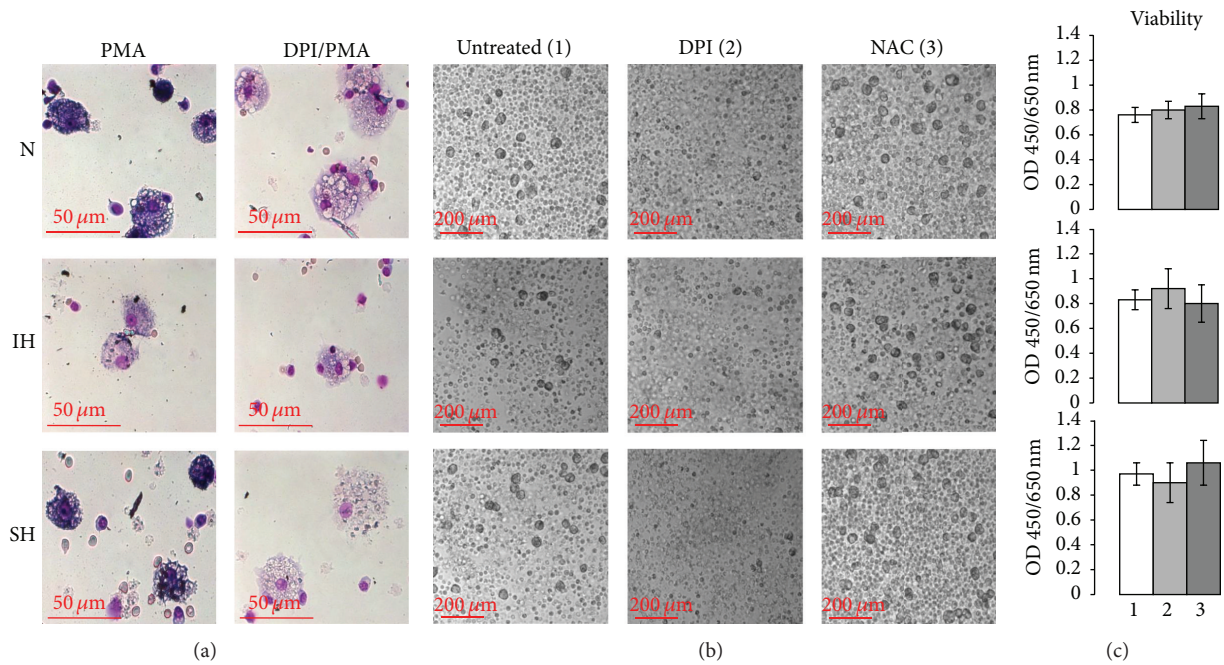 PMA DPI/PMA Untreated (1) DPI (2) NAC (3) Viability
N
50 μm 50 μm 200 μm 200 μm 200 μm
OD 450/650 nm
1.4
1.2
1
0.8
0.6
0.4
0.2
0
IH
50 μm 50 μm 200 μm 200 μm 200 μm
OD 450/650 nm
1.4
1.2
1
0.8
0.6
0.4
0.2
0
SH
50 μm 50 μm 200 μm 200 μm 200 μm
OD 450/650 nm
1.4
1.2
1
0.8
0.6
0.4
0.2
0
1 2 3
(a) (b) (c)